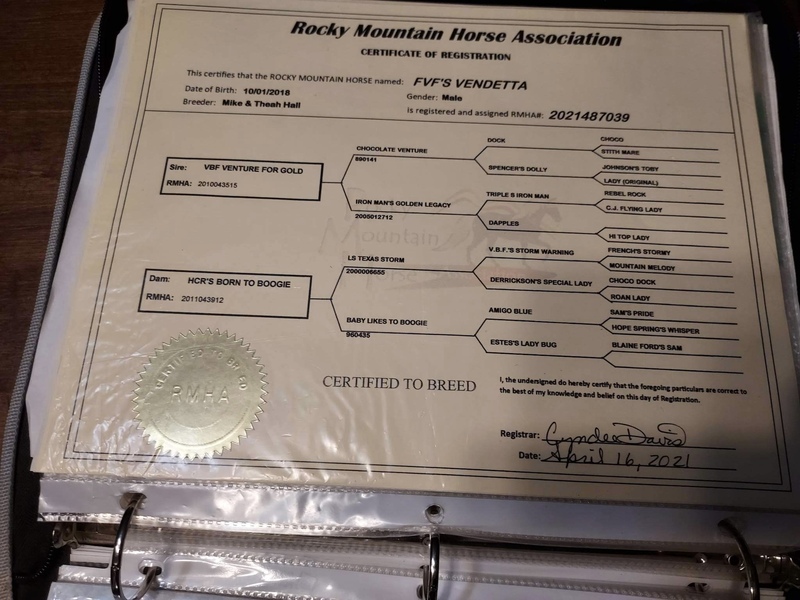 Rocky Mountain Horse Association
CERTIFICATE OF REGISTRATION
This certifies that the ROCKY MOUNTAIN HORSE named: FVF'S VENDETTA
Date of Birth: 10/01/2018 Gender: Male
Breeder: Mike & Theah Hall is registered and assigned RMHA#: 2021487039
Sire: VBF VENTURE FOR GOLD
RMHA: 2010043515
Dam: HCR'S BORN TO BOOGIE
RMHA: 2011043912
CHOCOLATE VENTURE
890141
IRON MAN'S GOLDEN LEGACY
2005012712
LS TEXAS STORM
2000006655
BABY LIKES TO BOOGIE
960435
DOCK
SPENCER'S DOLLY
TRIPLE S IRON MAN
DAPPLES
V.B.F.'S STORM WARNING
DERRICKSON'S SPECIAL LADY
AMIGO BLUE
ESTES'S LADY BUG
CHOCO
STITH MARE
JOHNSON'S TOBY
LADY (ORIGINAL)
REBEL ROCK
C.J. FLYING LADY
HI TOP LADY
FRENCH'S STORMY
MOUNTAIN MELODY
CHOCO DOCK
ROAN LADY
SAM'S PRIDE
HOPE SPRING'S WHISPER
BLAINE FORD'S SAM
Mountain
CERTIFIED TO BREED
RMHA
CERTIFIED TO BREED
I, the undersigned do hereby certify that the foregoing particulars are correct to
the best of my knowledge and belief on this day of Registration.
Registrar: Cyndee Davis
Date: April 16, 2021